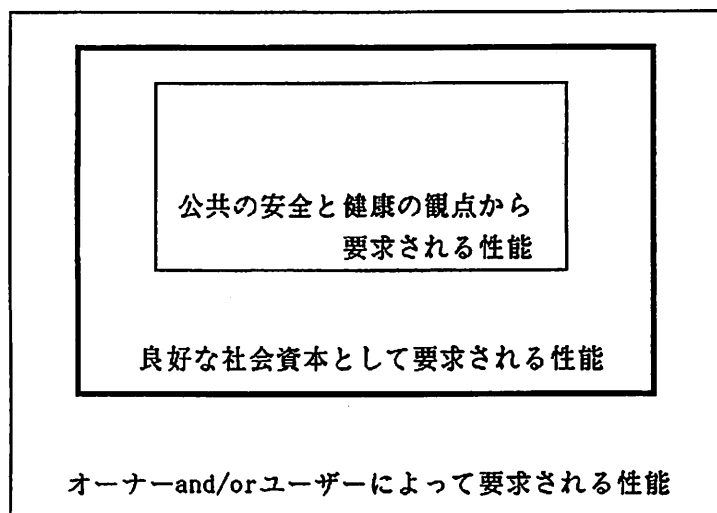 公共の安全と健康の観点から
要求される性能
良好な社会資本として要求される性能
オーナーand/orユーザーによって要求される性能